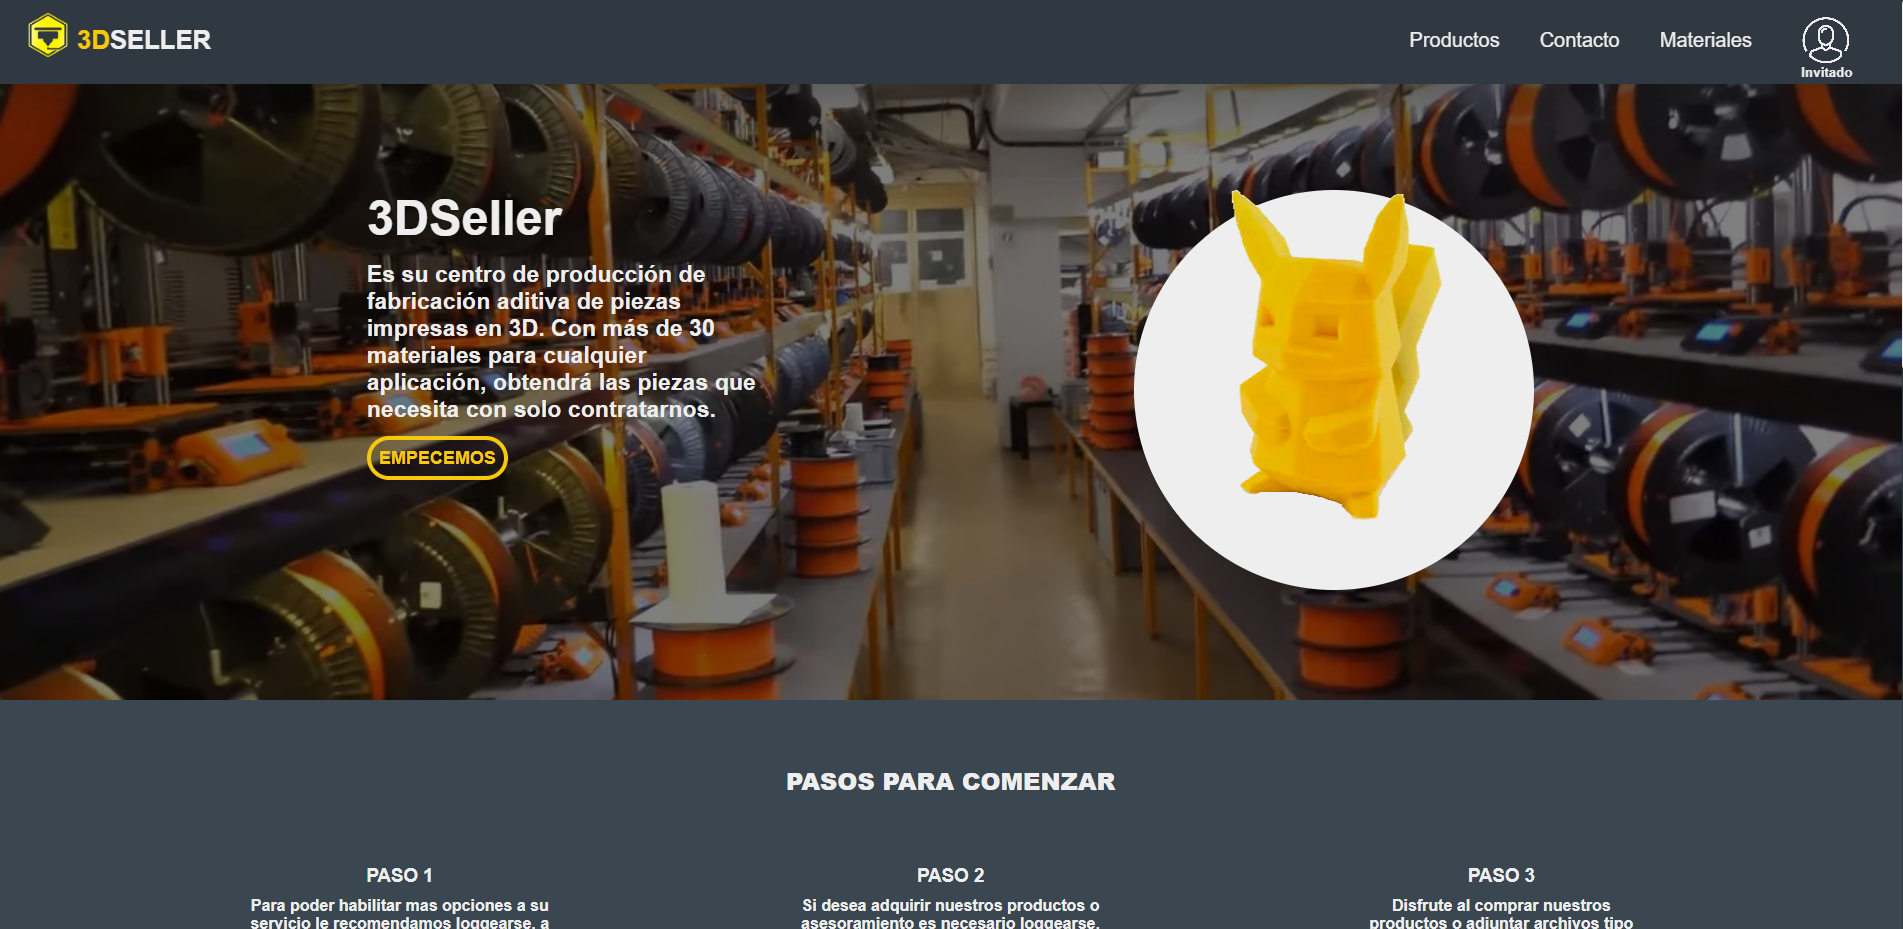 3DSELLER
Productos
Contacto
Materiales
Invitado
3DSeller
Es su centro de producción de
fabricación aditiva de piezas
impresas en 3D. Con más de 30
materiales para cualquier
aplicación, obtendrá las piezas que
necesita con solo contratarnos.
EMPECEMOS
PASOS PARA COMENZAR
PASO 1
Para poder habilitar mas opciones a su
servicio le recomendamos loggearse, a
PASO 2
Si desea adquirir nuestros productos o
asesoramiento es necesario loggearse.
PASO 3
Disfrute al comprar nuestros
productos o adjuntar archivos tipo